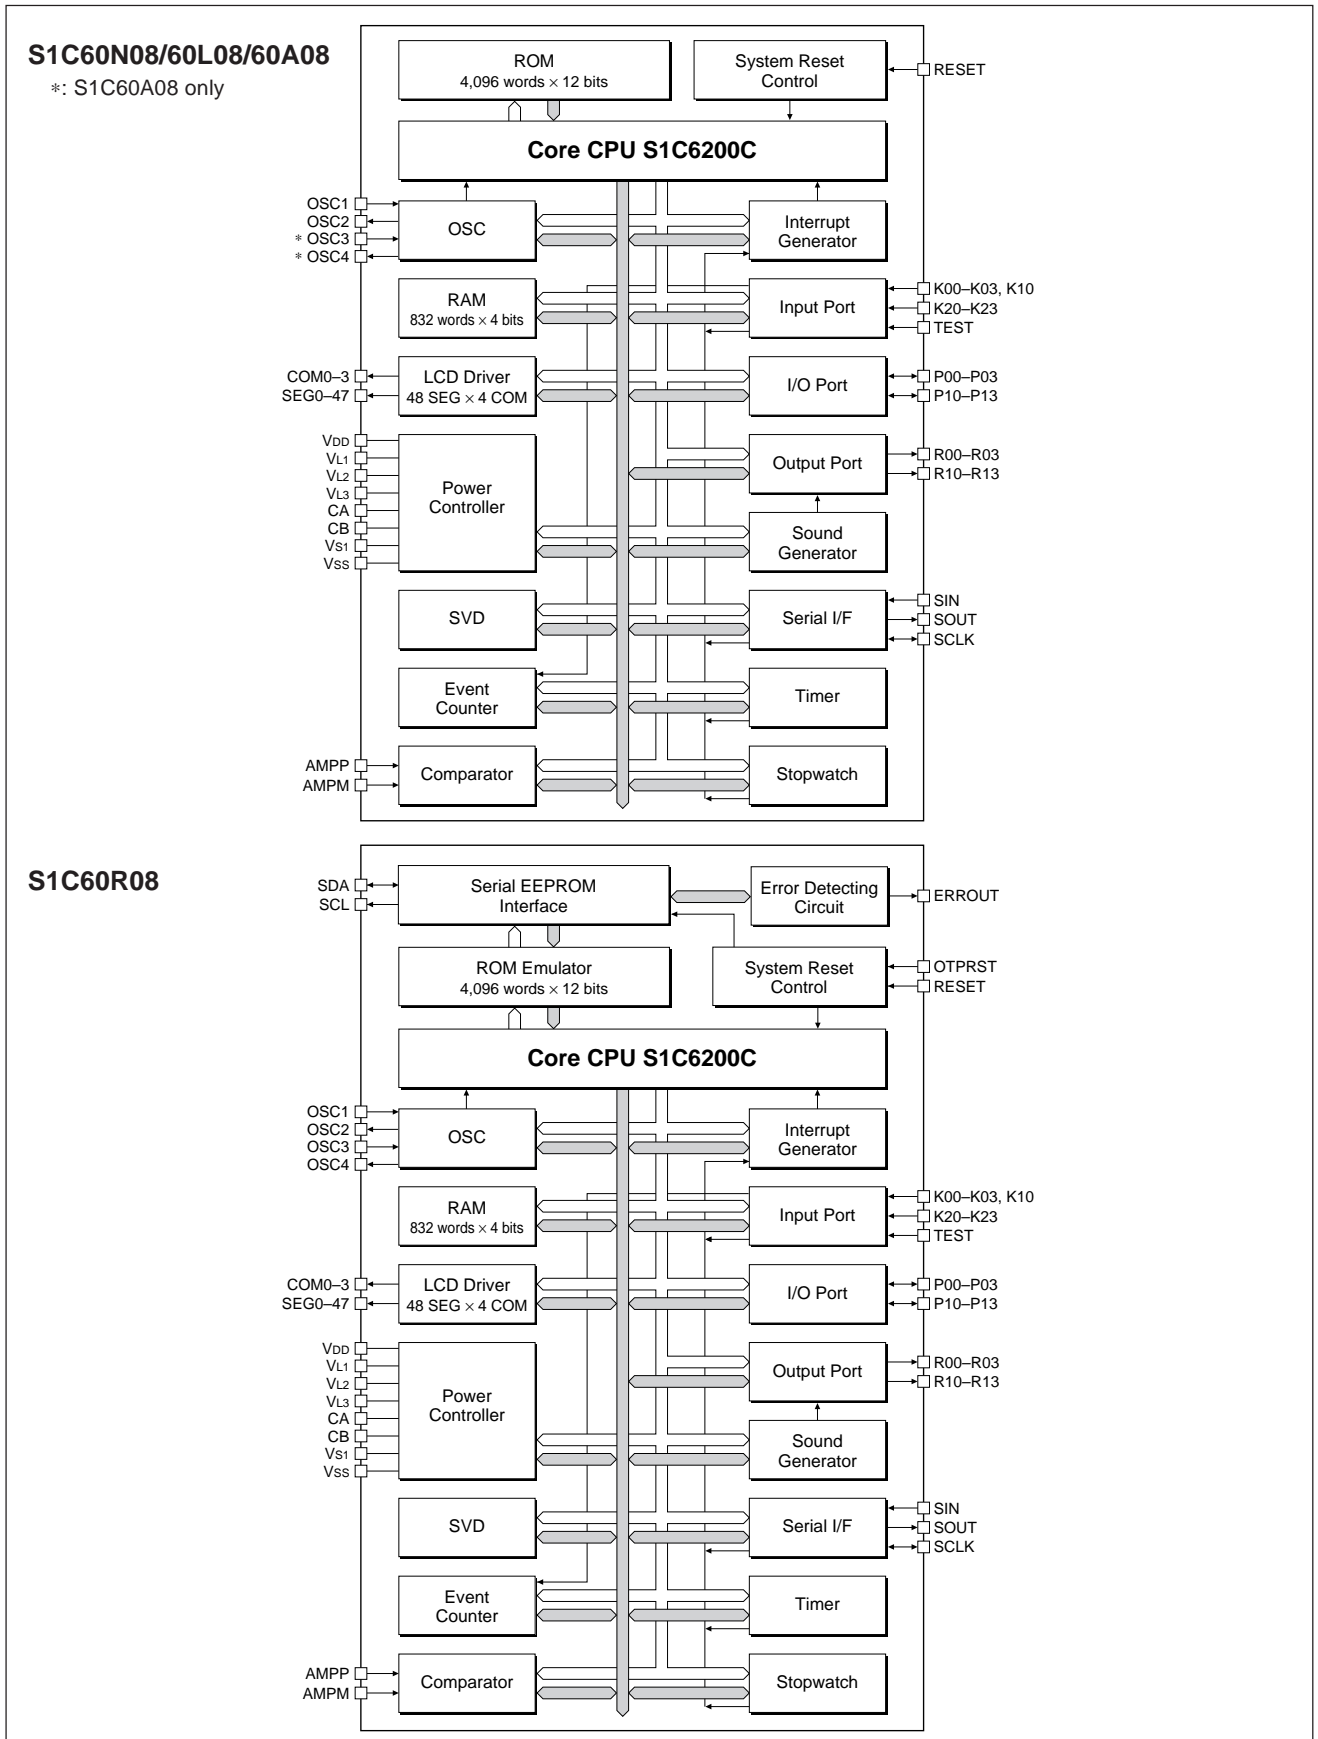 S1C60N08/60L08/60A08
*: S1C60A08 only
ROM
4,096 words × 12 bits
System Reset
Control
RESET
Core CPU S1C6200C
OSC1
OSC2
* OSC3
* OSC4
OSC
Interrupt
Generator
RAM
832 words × 4 bits
Input Port
K00–K03, K10
K20–K23
TEST
COM0–3
SEG0–47
LCD Driver
48 SEG × 4 COM
I/O Port
P00–P03
P10–P13
VDD
VL1
VL2
VL3
CA
CB
VS1
VSS
Power
Controller
Output Port
R00–R03
R10–R13
Sound
Generator
SVD
Serial I/F
SIN
SOUT
SCLK
Event
Counter
Timer
AMPP
AMPM
Comparator
Stopwatch
S1C60R08
SDA
SCL
Serial EEPROM
Interface
Error Detecting
Circuit
ERROUT
ROM Emulator
4,096 words × 12 bits
System Reset
Control
OTPRST
RESET
Core CPU S1C6200C
OSC1
OSC2
OSC3
OSC4
OSC
Interrupt
Generator
RAM
832 words × 4 bits
Input Port
K00–K03, K10
K20–K23
TEST
COM0–3
SEG0–47
LCD Driver
48 SEG × 4 COM
I/O Port
P00–P03
P10–P13
VDD
VL1
VL2
VL3
CA
CB
VS1
VSS
Power
Controller
Output Port
R00–R03
R10–R13
Sound
Generator
SVD
Serial I/F
SIN
SOUT
SCLK
Event
Counter
Timer
AMPP
AMPM
Comparator
Stopwatch